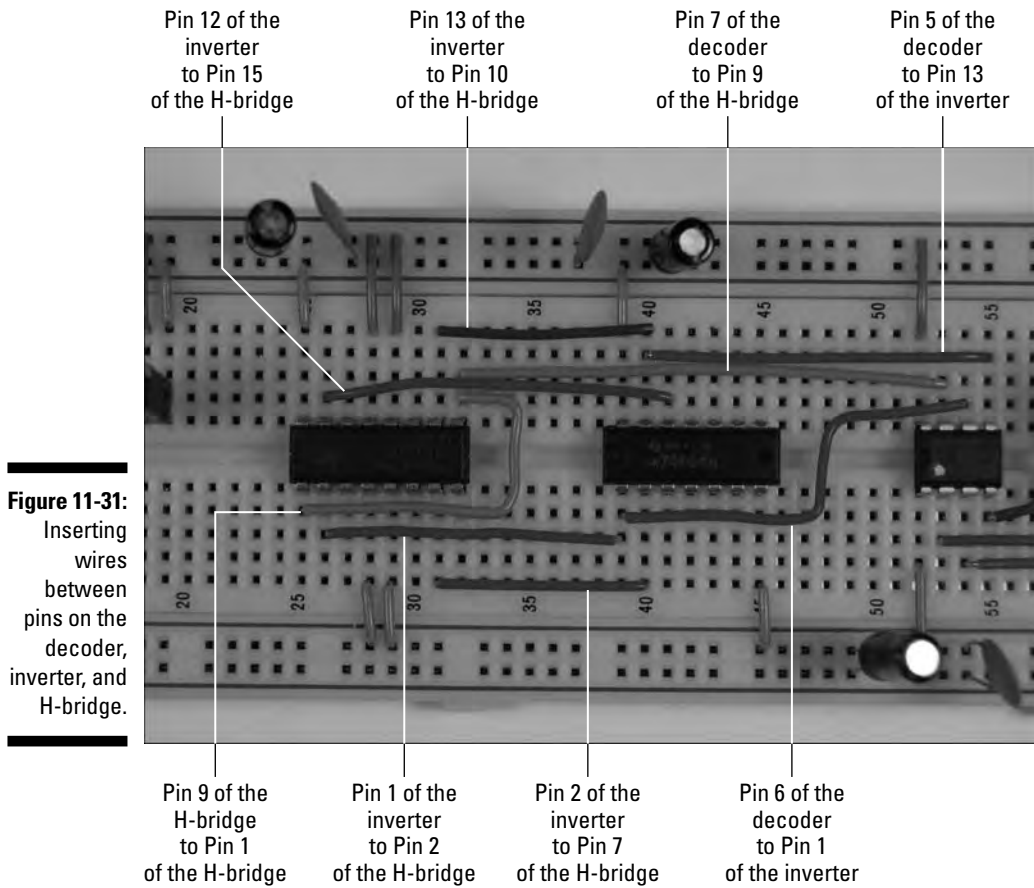 Pin 12 of the
inverter
to Pin 15
of the H-bridge
Pin 13 of the
inverter
to Pin 10
of the H-bridge
Pin 7 of the
decoder
to Pin 9
of the H-bridge
Pin 5 of the
decoder
to Pin 13
of the inverter
20
30
35
40
45
50
55
Figure 11-31:
Inserting
wires
between
pins on the
decoder,
inverter, and
H-bridge.
20
25
30
35
40
50
55
Pin 9 of the
H-bridge
to Pin 1
of the H-bridge
Pin 1 of the
inverter
to Pin 2
of the H-bridge
Pin 2 of the
inverter
to Pin 7
of the H-bridge
Pin 6 of the
decoder
to Pin 1
of the inverter